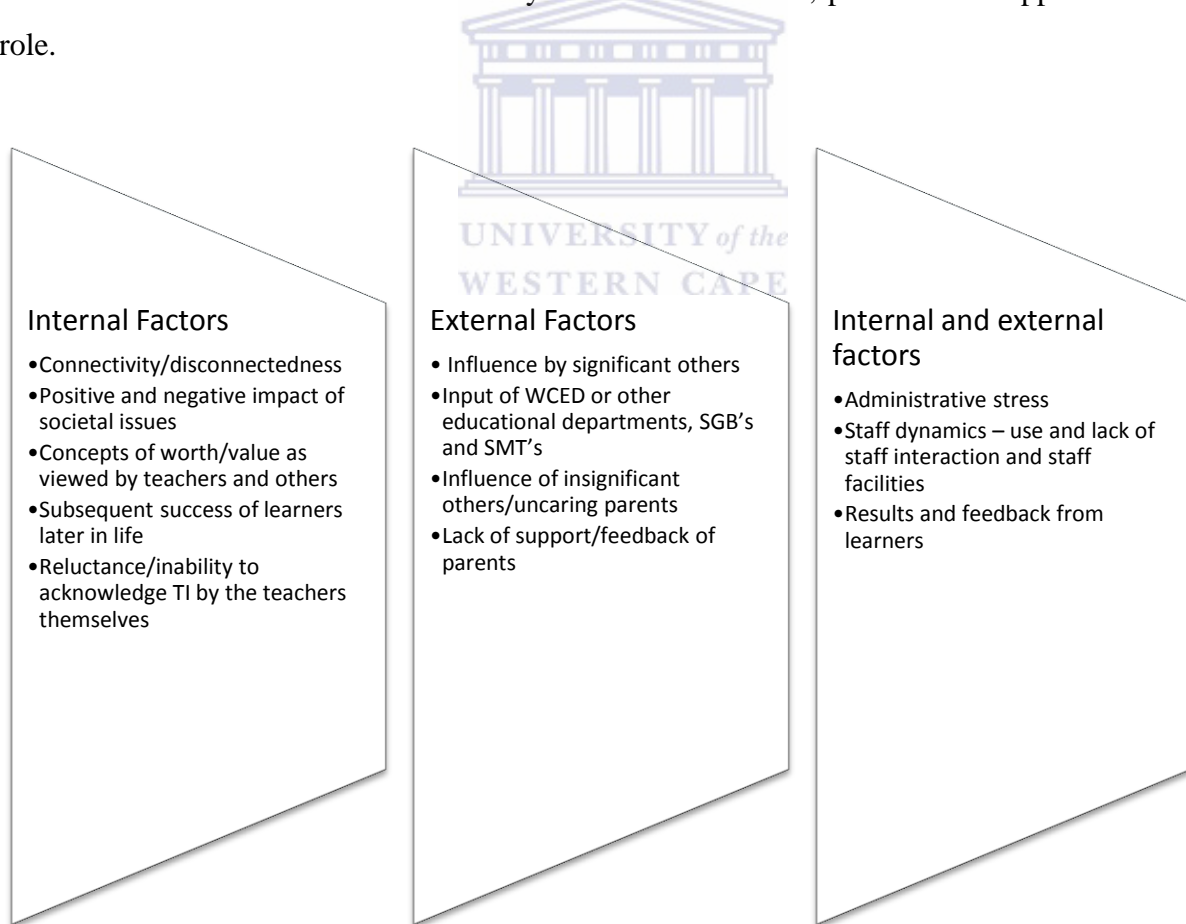 role.
UNIVERSITY of the
WESTERN CAPE
Internal Factors
•Connectivity/disconnectedness
•Positive and negative impact of
societal issues
•Concepts of worth/value as
viewed by teachers and others
•Subsequent success of learners
later in life
•Reluctance/inability to
acknowledge TI by the teachers
themselves
External Factors
• Influence by significant others
•Input of WCED or other
educational departments, SGB's
and SMT's
•Influence of insignificant
others/uncaring parents
•Lack of support/feedback of
parents
Internal and external
factors
•Administrative stress
•Staff dynamics – use and lack of
staff interaction and staff
facilities
•Results and feedback from
learners